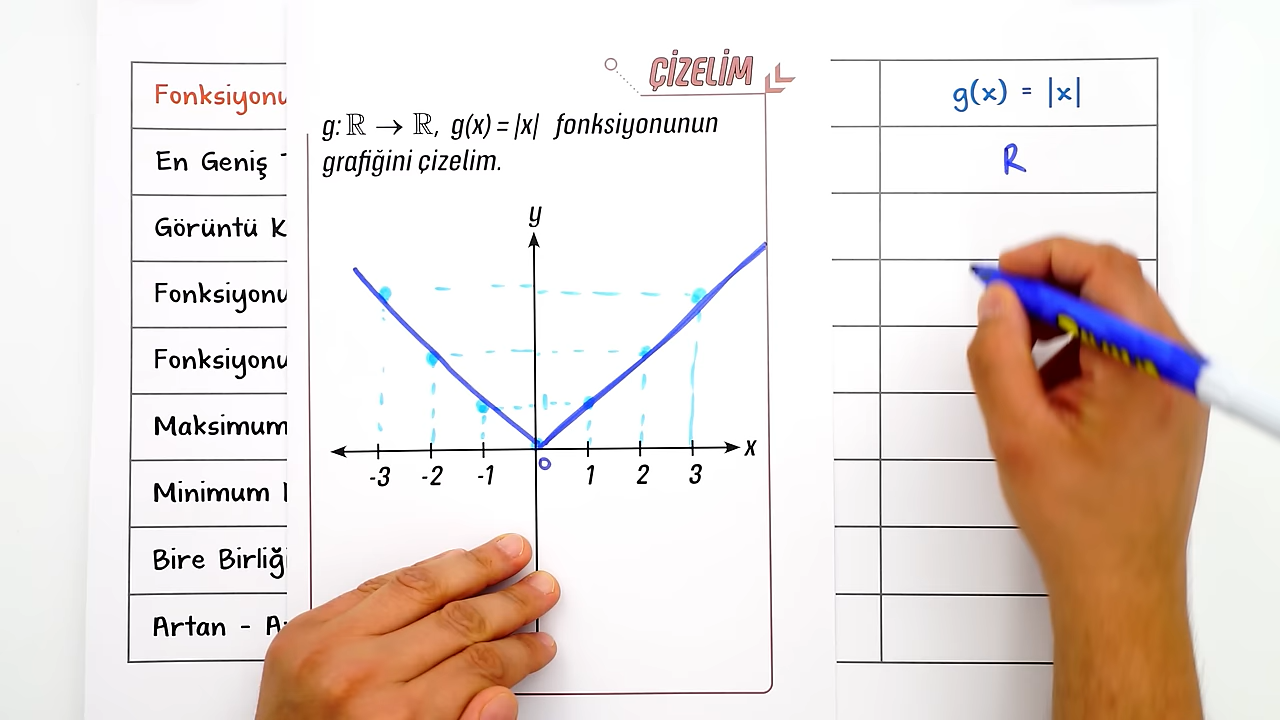 ÇİZELİM
g: ℝ → ℝ, g(x) = |x| fonksiyonunun
grafiğini çizelim.
y
x
-3 -2 -1 0 1 2 3
Fonksiyonu
g(x) = |x|
En Geniş
R
Görüntü K
Fonksiyonu
Fonksiyonu
Maksimum
Minimum
Bire Birliği
Artan - A